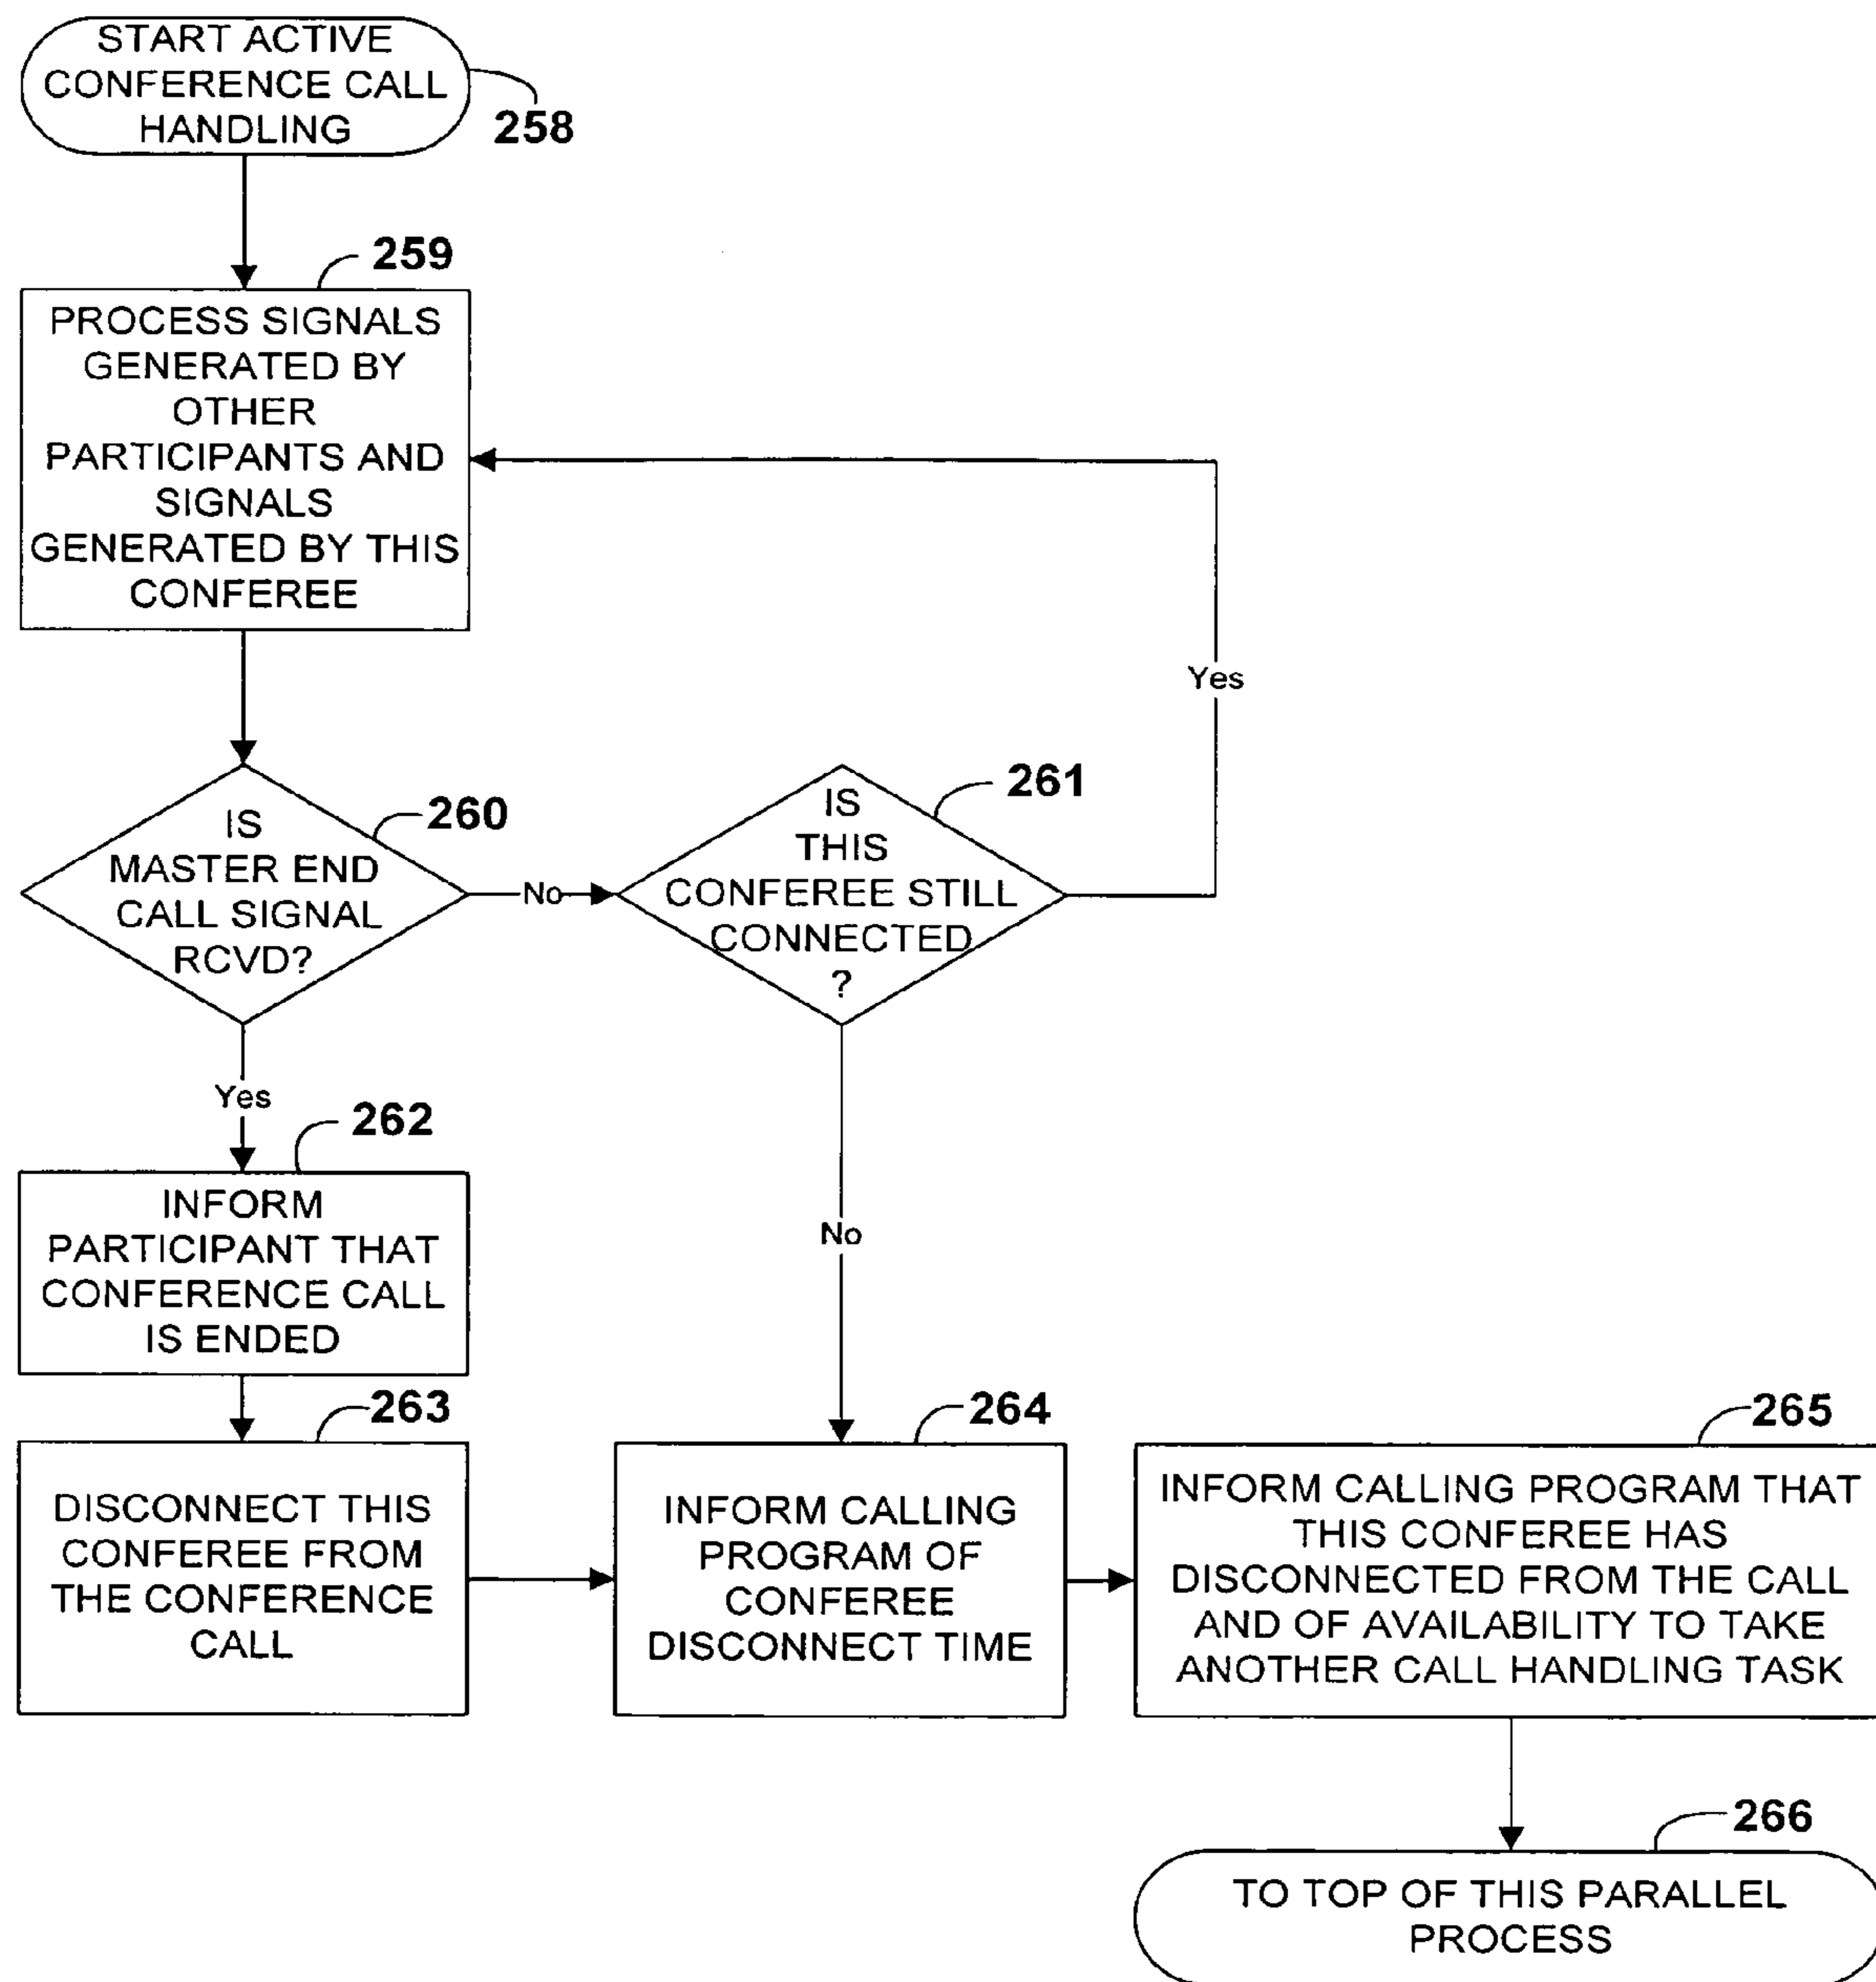 START ACTIVE
CONFERENCE CALL
HANDLING
258
259
PROCESS SIGNALS
GENERATED BY
OTHER
PARTICIPANTS AND
SIGNALS
GENERATED BY THIS
CONFEREE
Yes
260
IS
MASTER END
CALL SIGNAL
RCVD?
No
261
IS
THIS
CONFEREE STILL
CONNECTED
?
Yes
262
INFORM
PARTICIPANT THAT
CONFERENCE CALL
IS ENDED
No
263
DISCONNECT THIS
CONFEREE FROM
THE CONFERENCE
CALL
264
INFORM CALLING
PROGRAM OF
CONFEREE
DISCONNECT TIME
265
INFORM CALLING PROGRAM THAT
THIS CONFEREE HAS
DISCONNECTED FROM THE CALL
AND OF AVAILABILITY TO TAKE
ANOTHER CALL HANDLING TASK
266
TO TOP OF THIS PARALLEL
PROCESS